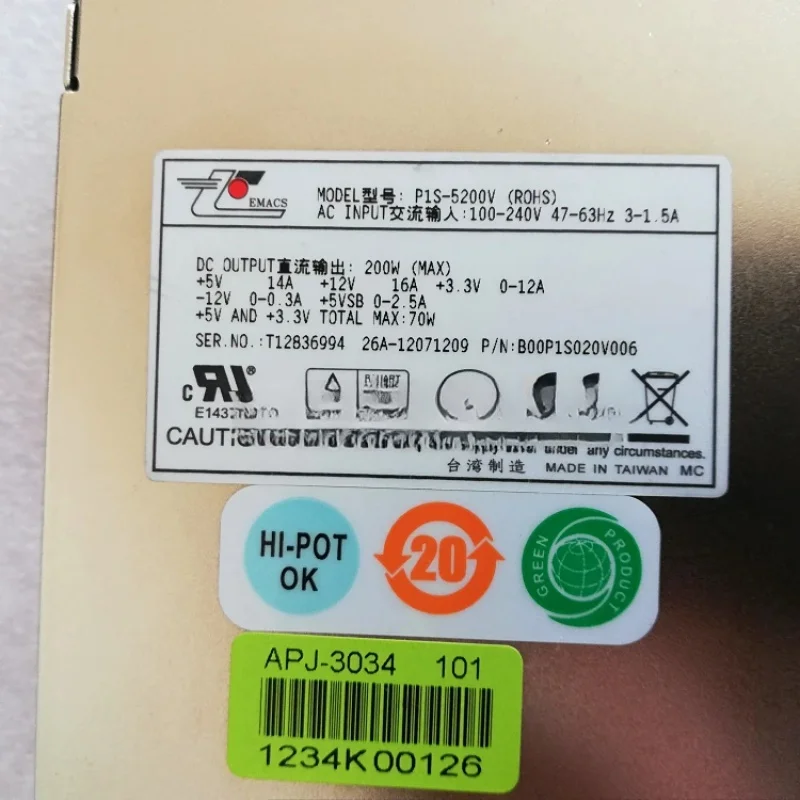 EMACS
MODEL型号: P1S-5200V (ROHS)
AC INPUT交流输入:100-240V 47-63Hz 3-1.5A
DC OUTPUT直流输出: 200W (MAX)
+5V 14A +12V 16A +3.3V 0-12A
-12V 0-0.3A +5VSB 0-2.5A
+5V AND +3.3V TOTAL MAX:70W
SER.NO.:T12836994 26A-12071209 P/N:B00P1S020V006
c RU ®
under any circumstances.
台湾制造 MADE IN TAIWAN MC
HI-POT
OK
20
GREEN PRODUCT
APJ-3034 101
1234K00126